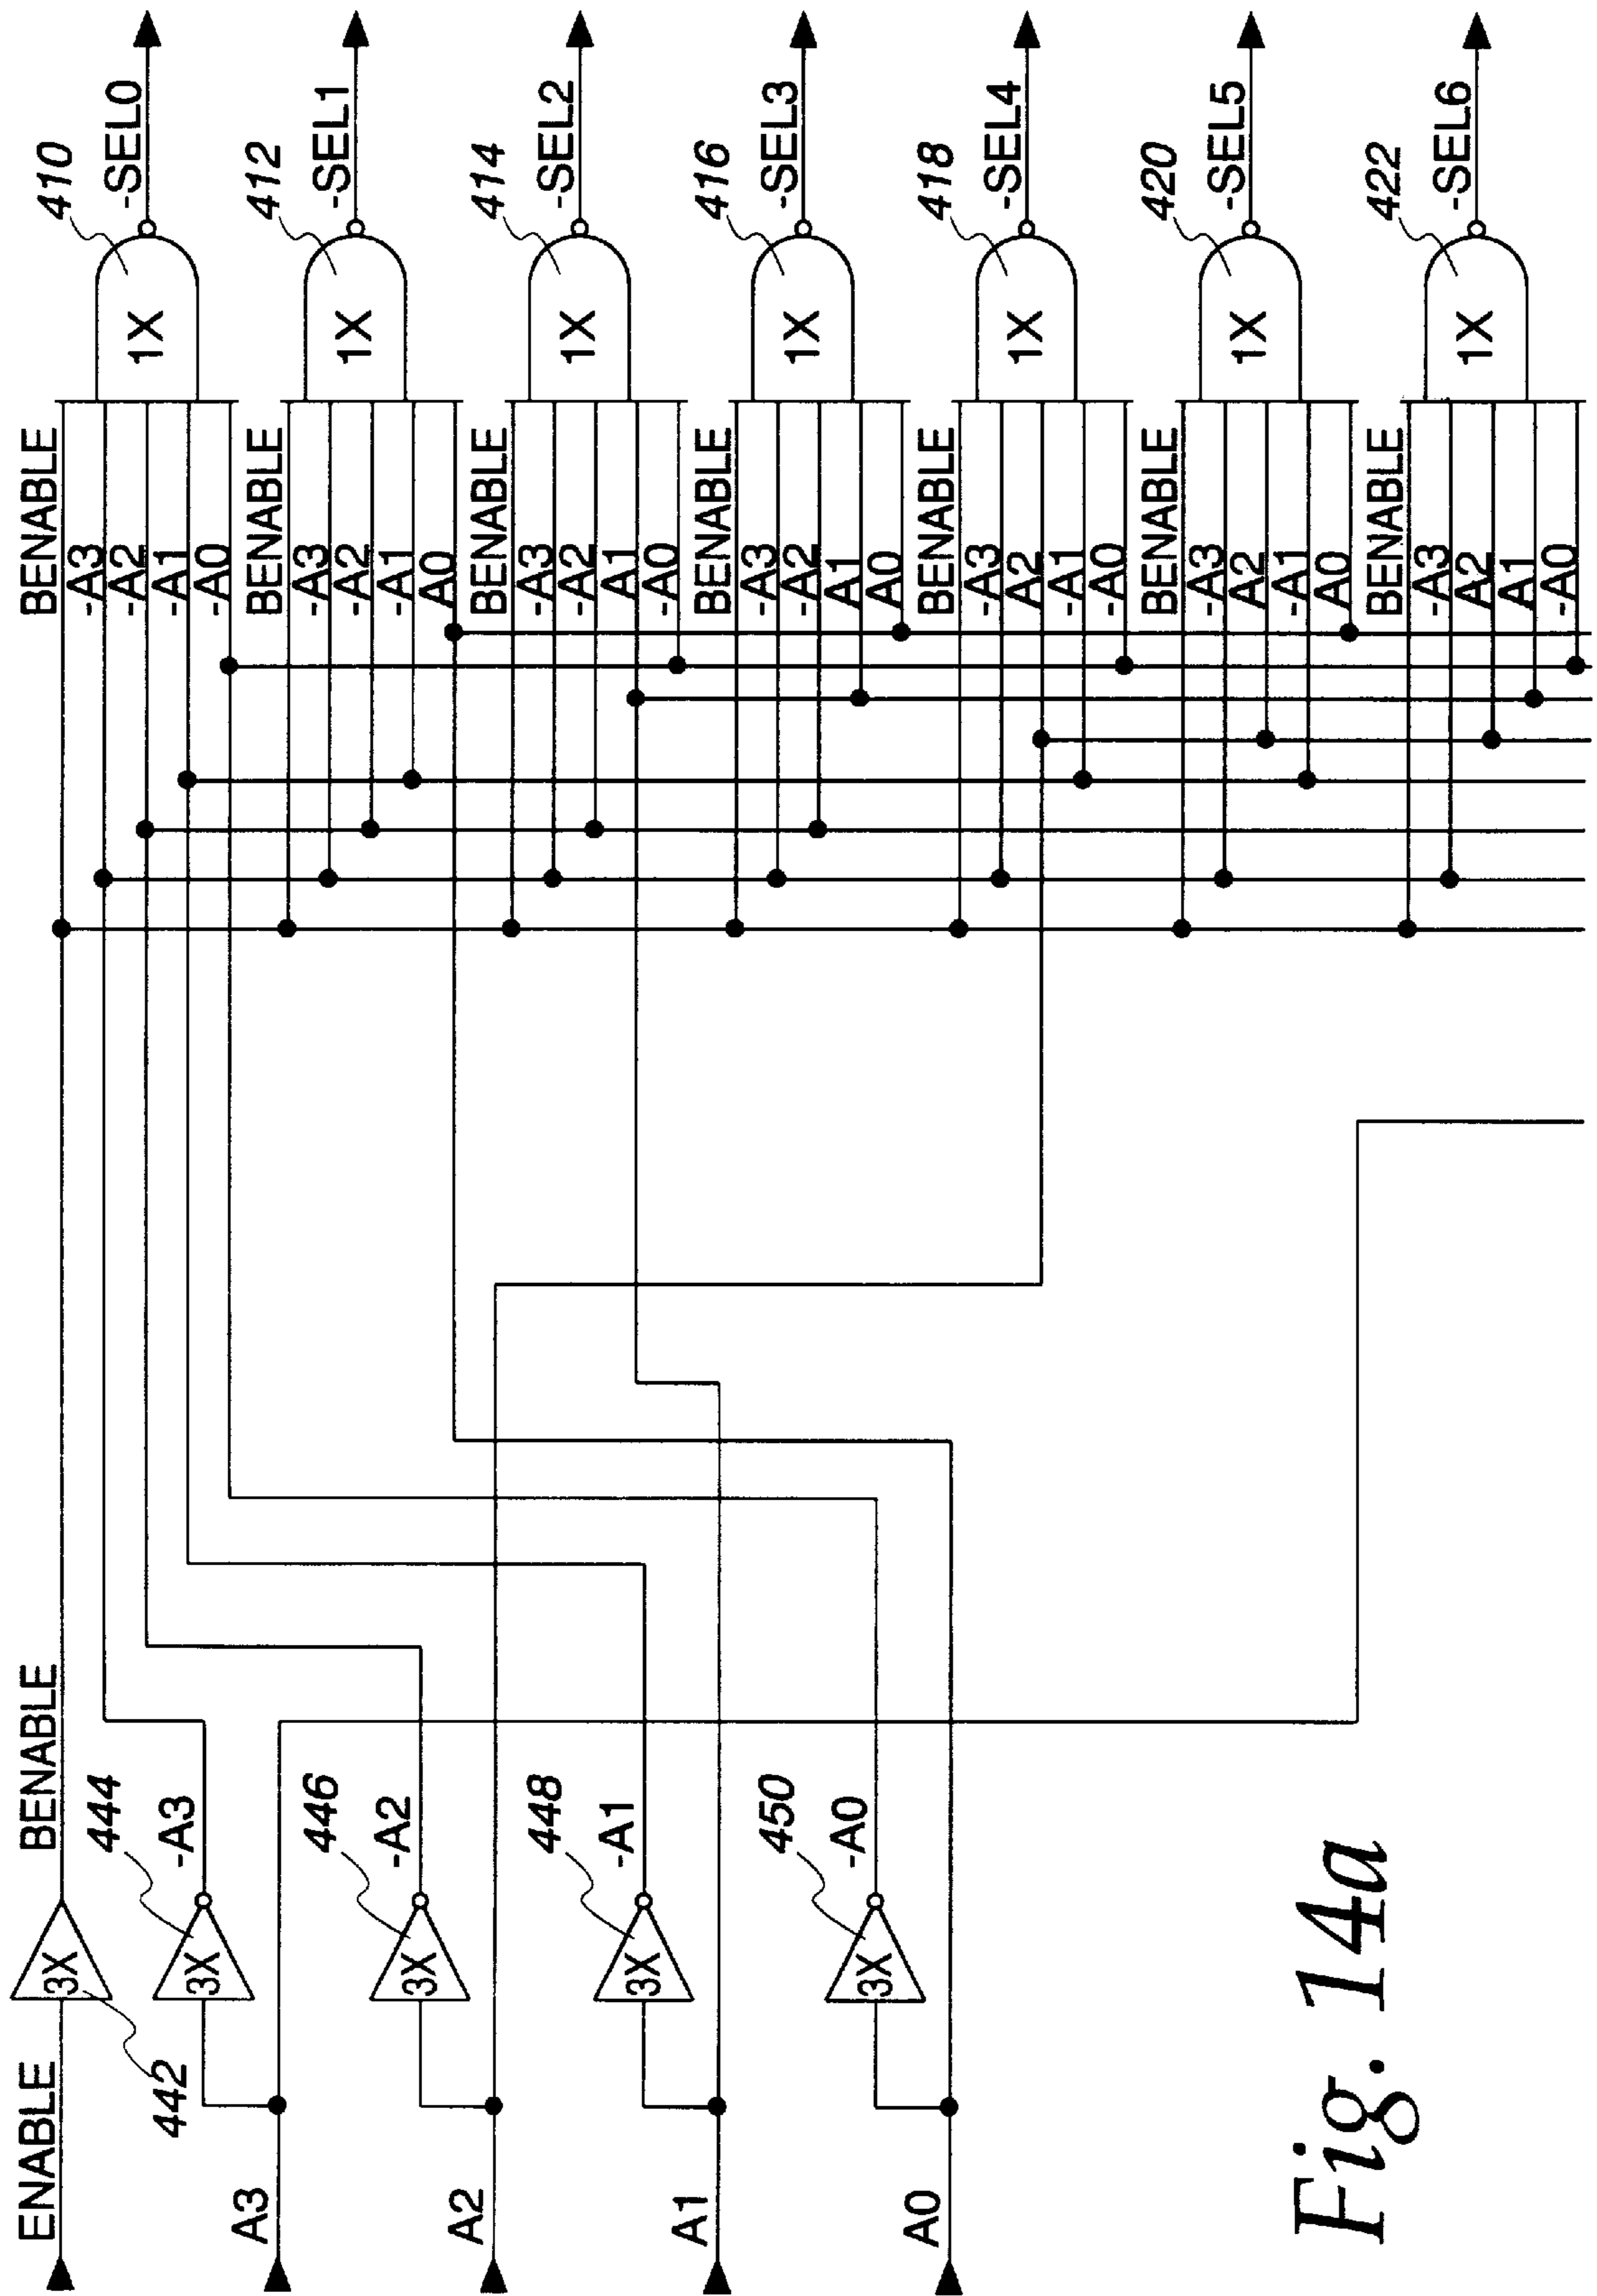 ENABLE
442
3X
BENABLE
A3
3X
444
-A3
A2
3X
446
-A2
A1
3X
448
-A1
A0
3X
450
-A0
BENABLE
-A3
-A2
-A1
-A0
1X
410
-SEL0
BENABLE
-A3
-A2
-A1
A0
1X
412
-SEL1
BENABLE
-A3
-A2
A1
-A0
1X
414
-SEL2
BENABLE
-A3
-A2
A1
A0
1X
416
-SEL3
BENABLE
-A3
A2
-A1
-A0
1X
418
-SEL4
BENABLE
-A3
A2
-A1
A0
1X
420
-SEL5
BENABLE
-A3
A2
A1
-A0
1X
422
-SEL6
Fig. 14a